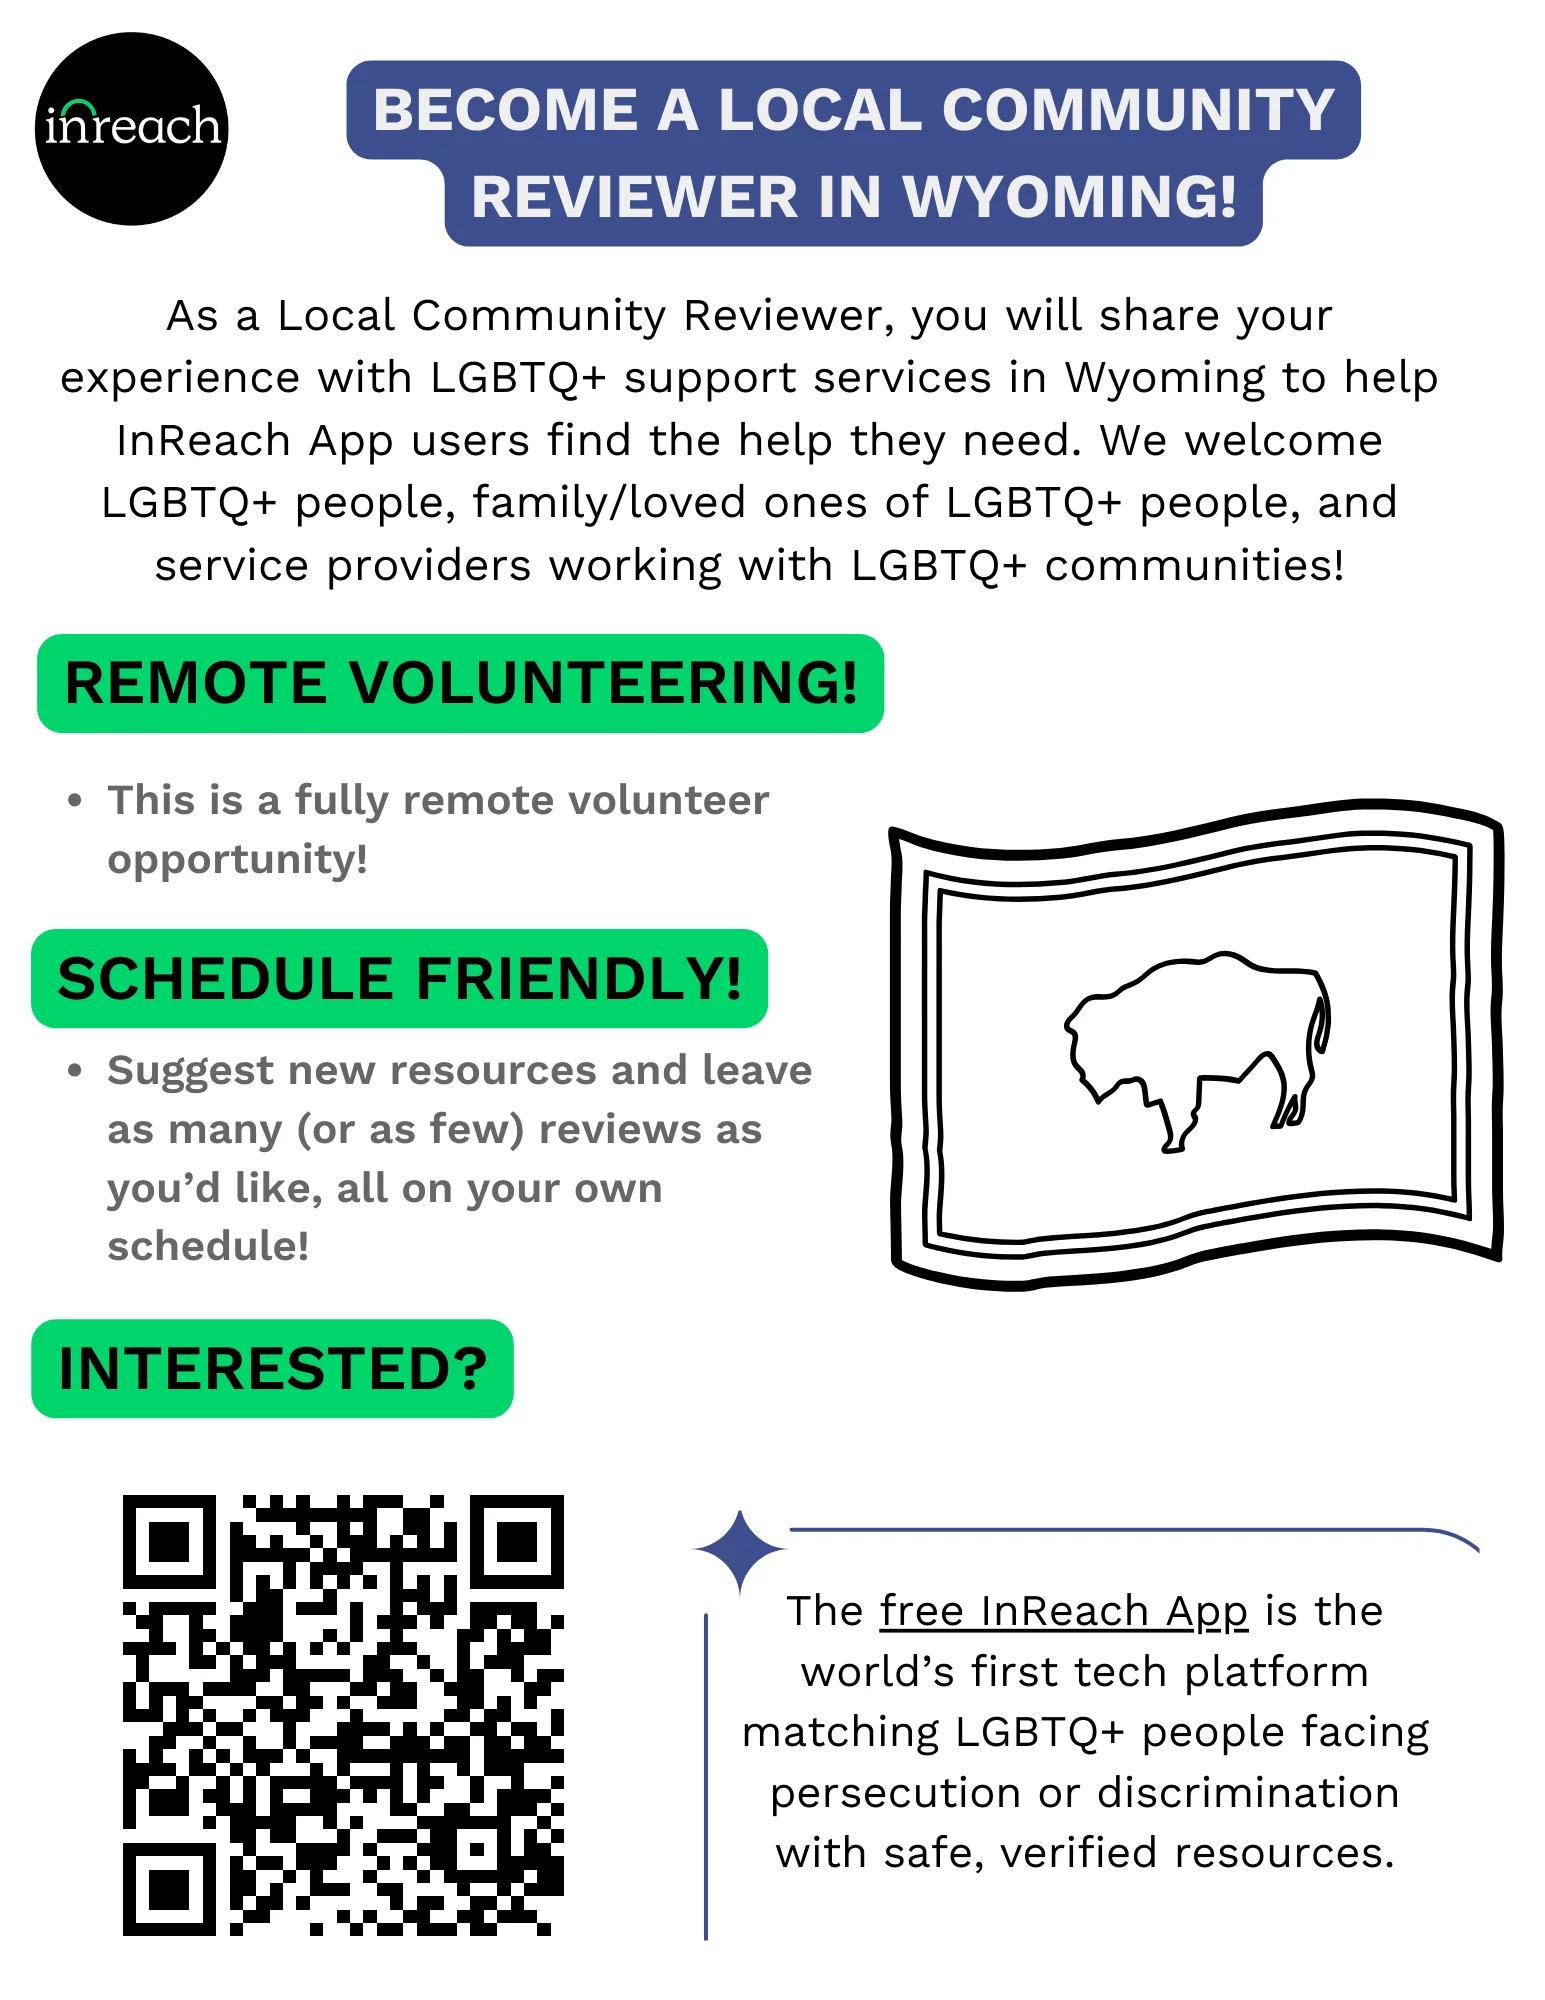 inreach
BECOME A LOCAL COMMUNITY
REVIEWER IN WYOMING!
As a Local Community Reviewer, you will share your
experience with LGBTQ+ support services in Wyoming to help
InReach App users find the help they need. We welcome
LGBTQ+ people, family/loved ones of LGBTQ+ people, and
service providers working with LGBTQ+ communities!
REMOTE VOLUNTEERING!
• This is a fully remote volunteer
opportunity!
SCHEDULE FRIENDLY!
• Suggest new resources and leave
as many (or as few) reviews as
you’d like, all on your own
schedule!
INTERESTED?
The free InReach App is the
world’s first tech platform
matching LGBTQ+ people facing
persecution or discrimination
with safe, verified resources.